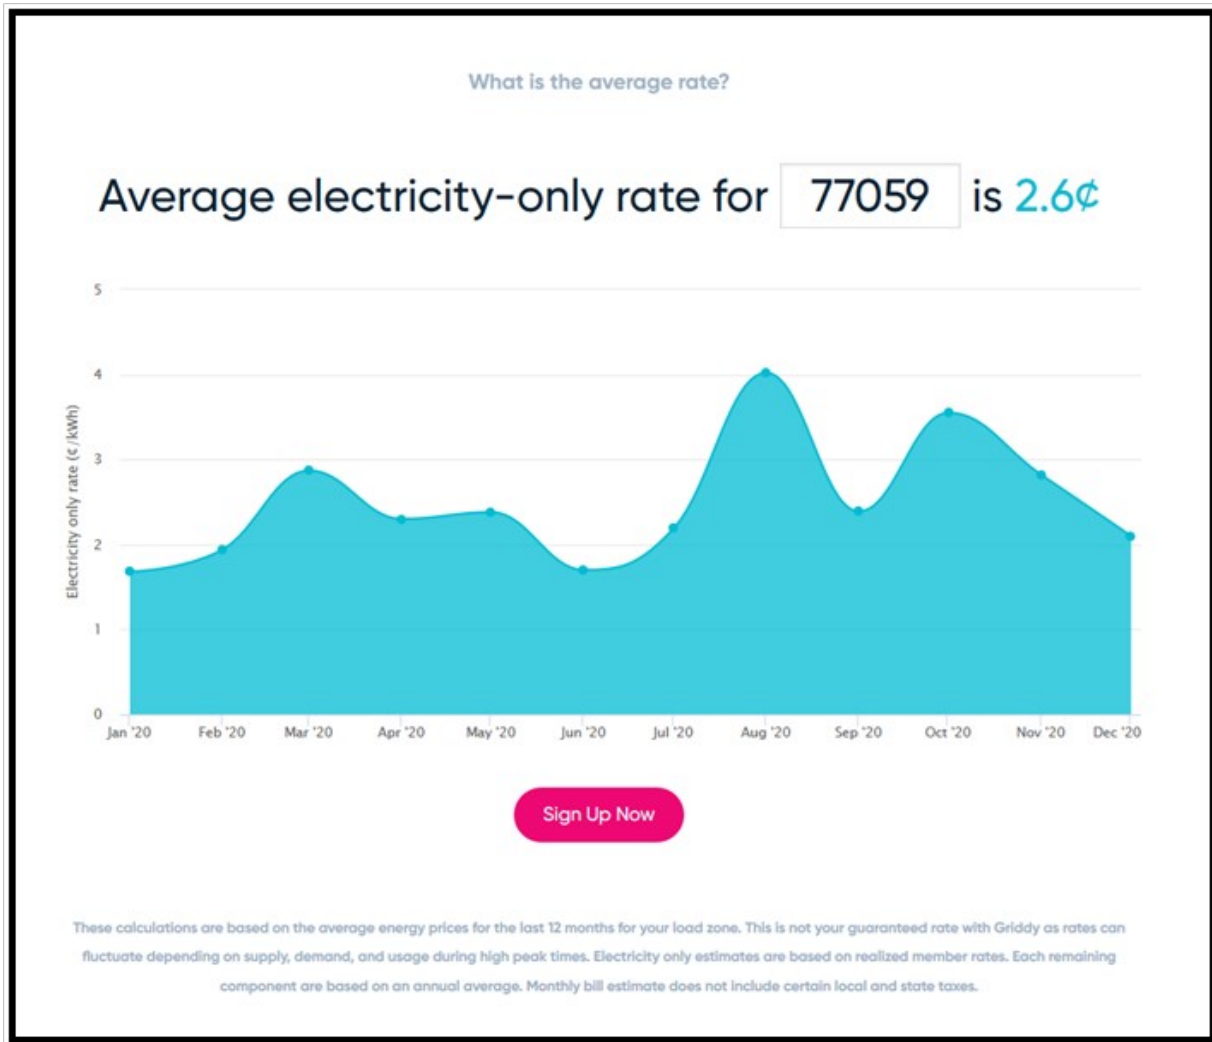 What is the average rate?
Average electricity-only rate for 77059 is 2.6¢
5
4
3
2
1
0
Electricity only rate (¢/kWh)
Jan '20 Feb '20 Mar '20 Apr '20 May '20 Jun '20 Jul '20 Aug '20 Sep '20 Oct '20 Nov '20 Dec '20
Sign Up Now
These calculations are based on the average energy prices for the last 12 months for your load zone. This is not your guaranteed rate with Griddy as rates can
fluctuate depending on supply, demand, and usage during high peak times. Electricity only estimates are based on realized member rates. Each remaining
component are based on an annual average. Monthly bill estimate does not include certain local and state taxes.